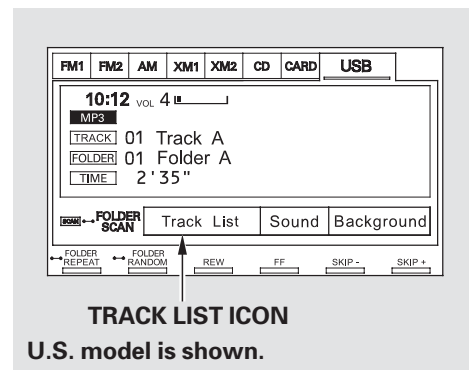 FM1 FM2 AM XM1 XM2 CD CARD USB
10:12 VOL 4
MP3
TRACK 01 Track A
FOLDER 01 Folder A
TIME 2'35"
SCAN FOLDER SCAN Track List Sound Background
FOLDER REPEAT FOLDER RANDOM REW FF SKIP - SKIP +
TRACK LIST ICON
U.S. model is shown.